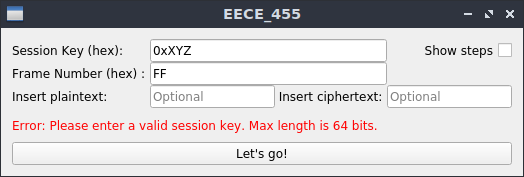 EECE_455
Session Key (hex): 0xXYZ Show steps
Frame Number (hex) : FF
Insert plaintext: Optional Insert ciphertext: Optional
Error: Please enter a valid session key. Max length is 64 bits.
Let's go!